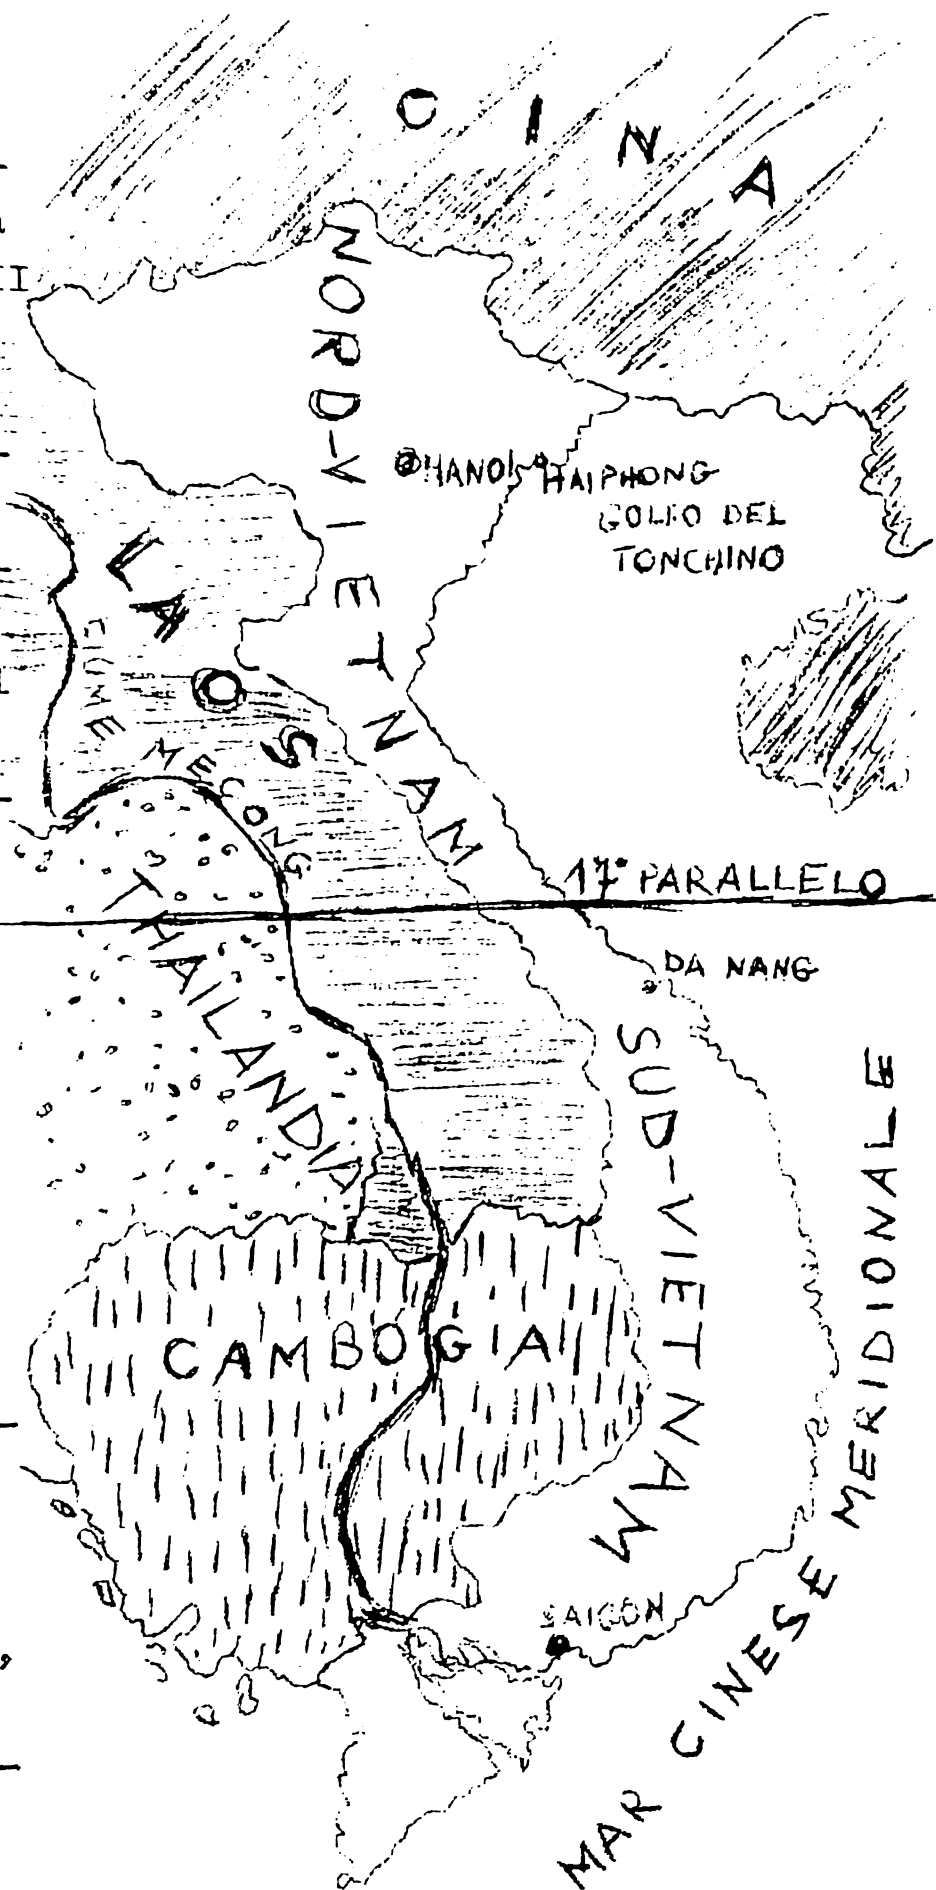 CINA
NORD-VIETNAM
HANOI
HAIPHONG
GOLFO DEL
TONCHINO
LAOS
FIUME MECONG
17° PARALLELO
THAILANDIA
DA NANG
SUD-VIETNAM
CAMBOGIA
SAIGON
MAR CINESE MERIDIONALE